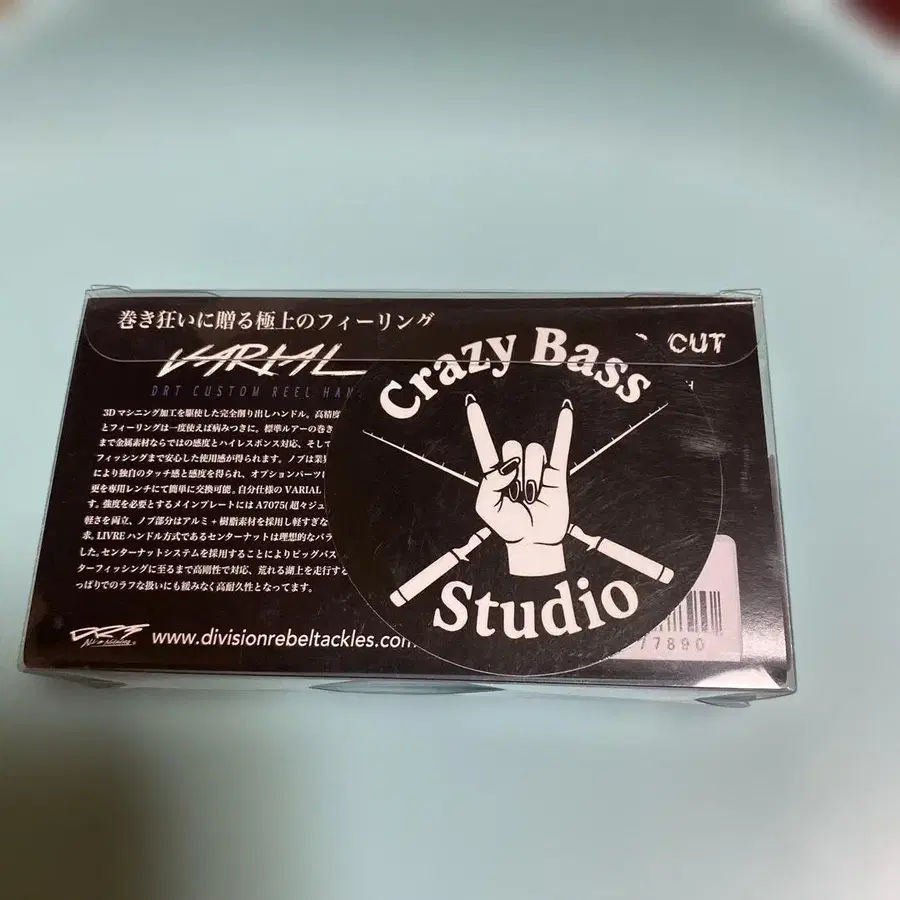 巻き狂いに贈る極上のフィーリング
VARIAL
DRT CUSTOM REEL HAN
CUT
H
3Dマシニング加工を駆使した完全削り出しハンドル。高精度
とフィーリングは一度使えば病みつきに。標準ルアーの巻き
まで金属素材ならではの感度とハイレスポンス対応、そして
フィッシングまで安心した使用感が得られます。ノブは業界
により独自のタッチ感と感度を得られ、オプションパーツに
更を専用レンチにて簡単に交換可能。自分仕様の VARIAL
す。強度を必要とするメインプレートには A7075(超々ジュ
軽さを両立、ノブ部分はアルミ+樹脂素材を採用し軽すぎな
求。LIVRE ハンドル方式であるセンターナットは理想的なバラ
した。センターナットシステムを採用することによりビッグバス
ターフィッシングに至るまで高剛性で対応、荒れる湖上を走行する
っぱりでのラフな扱いにも緩みなく高耐久性となってます。
DRT
www.divisionrebeltackles.com
Crazy Bass
Studio
77890